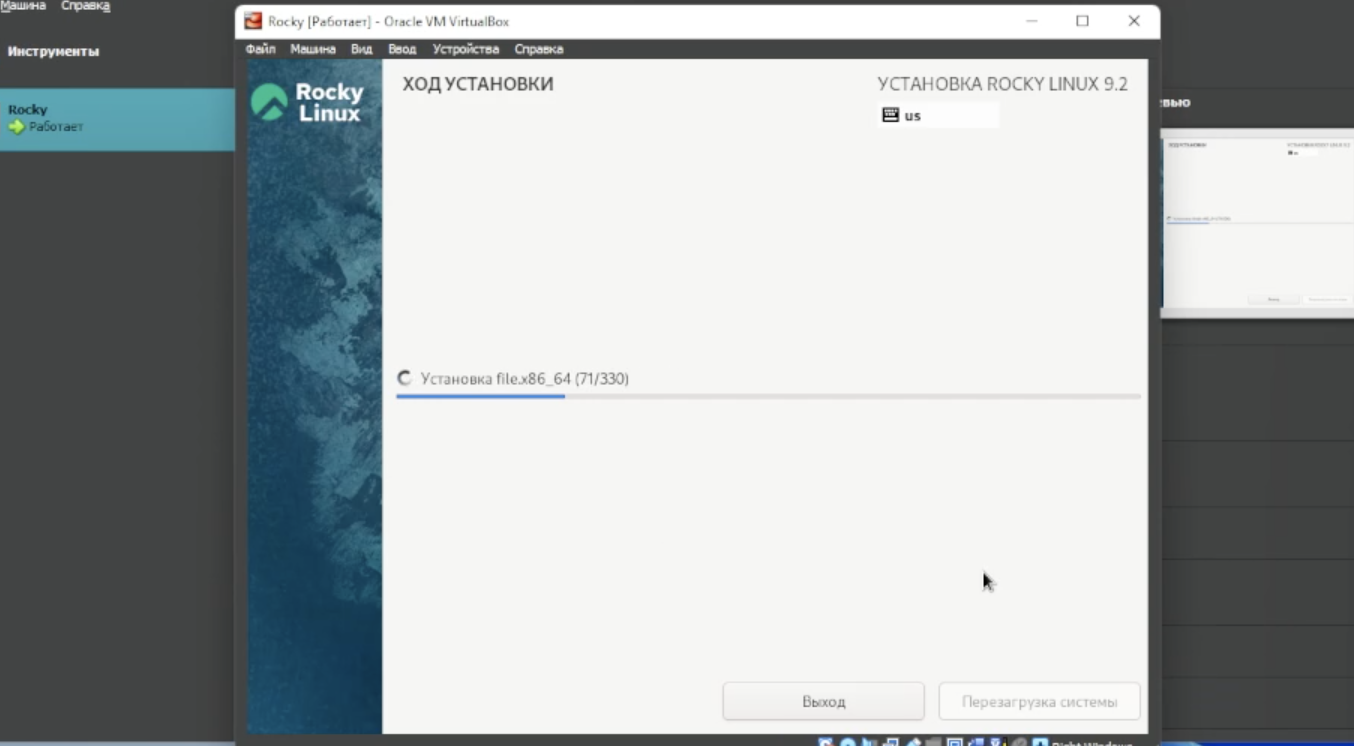 Машина Справка
Инструменты
Rocky
Работает
Rocky [Работает] - Oracle VM VirtualBox
Файл Машина Вид Ввод Устройства Справка
Rocky
Linux
ХОД УСТАНОВКИ
УСТАНОВКА ROCKY LINUX 9.2
us
Установка file.x86_64 (71/330)
Выход
Перезагрузка системы
Right Windows